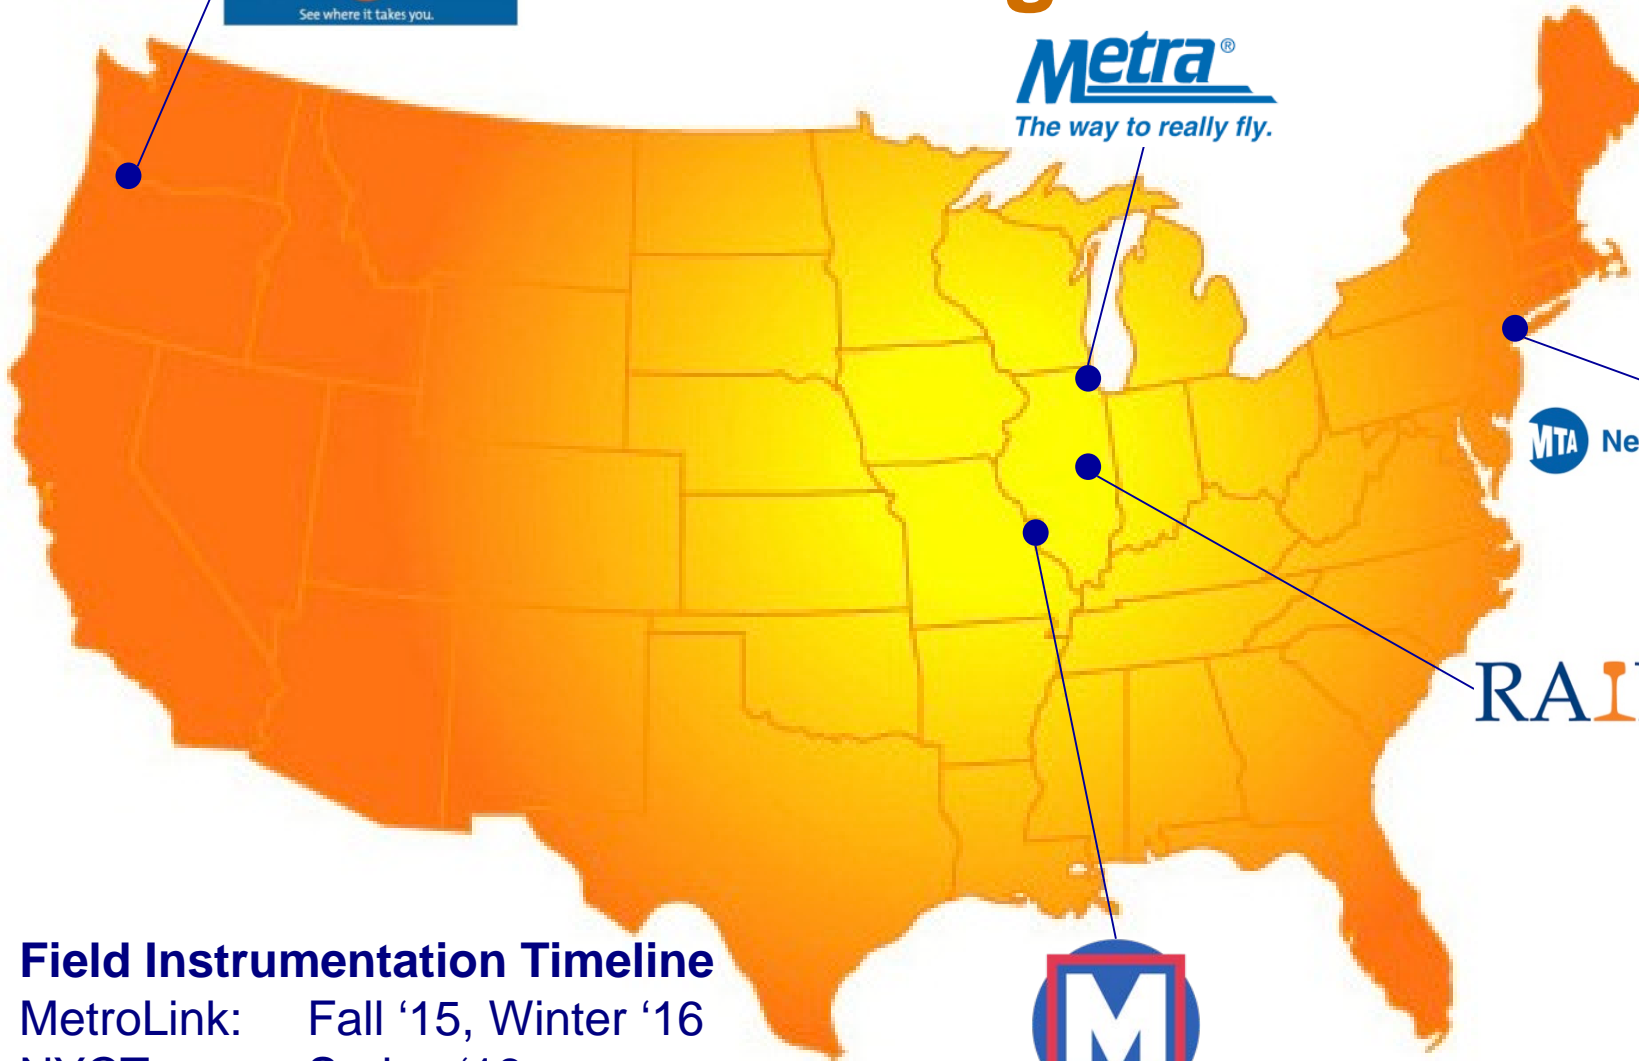 See where it takes you.
Metra®
The way to really fly.
MTA Ne
RAI
Field Instrumentation Timeline
MetroLink: Fall ‘15, Winter ‘16
M